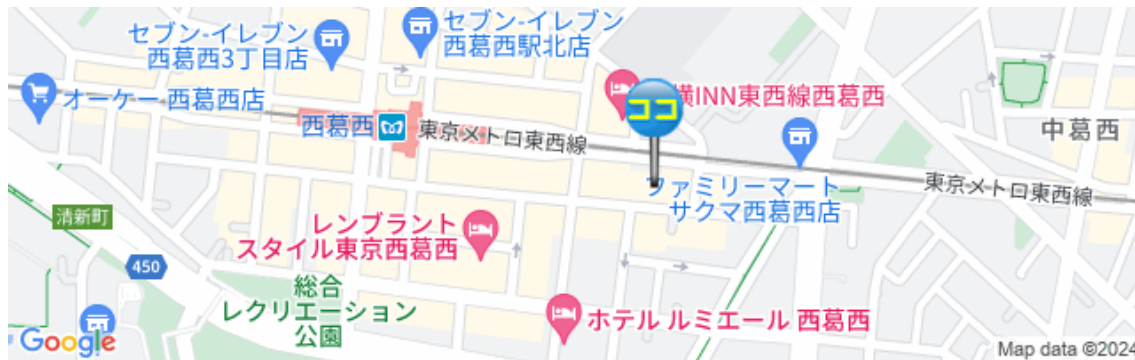 セブン-イレブン
西葛西3丁目店
セブン-イレブン
西葛西駅北店
オーケー 西葛西店
西葛西
東京メトロ東西線
横INN東西線西葛西
ココ
中葛西
ファミリーマート
サクマ西葛西店
東京メトロ東西線
清新町
レンブラント
スタイル東京西葛西
450
総合
レクリエーション
公園
ホテル ルミエール 西葛西
Google
Map data ©2024